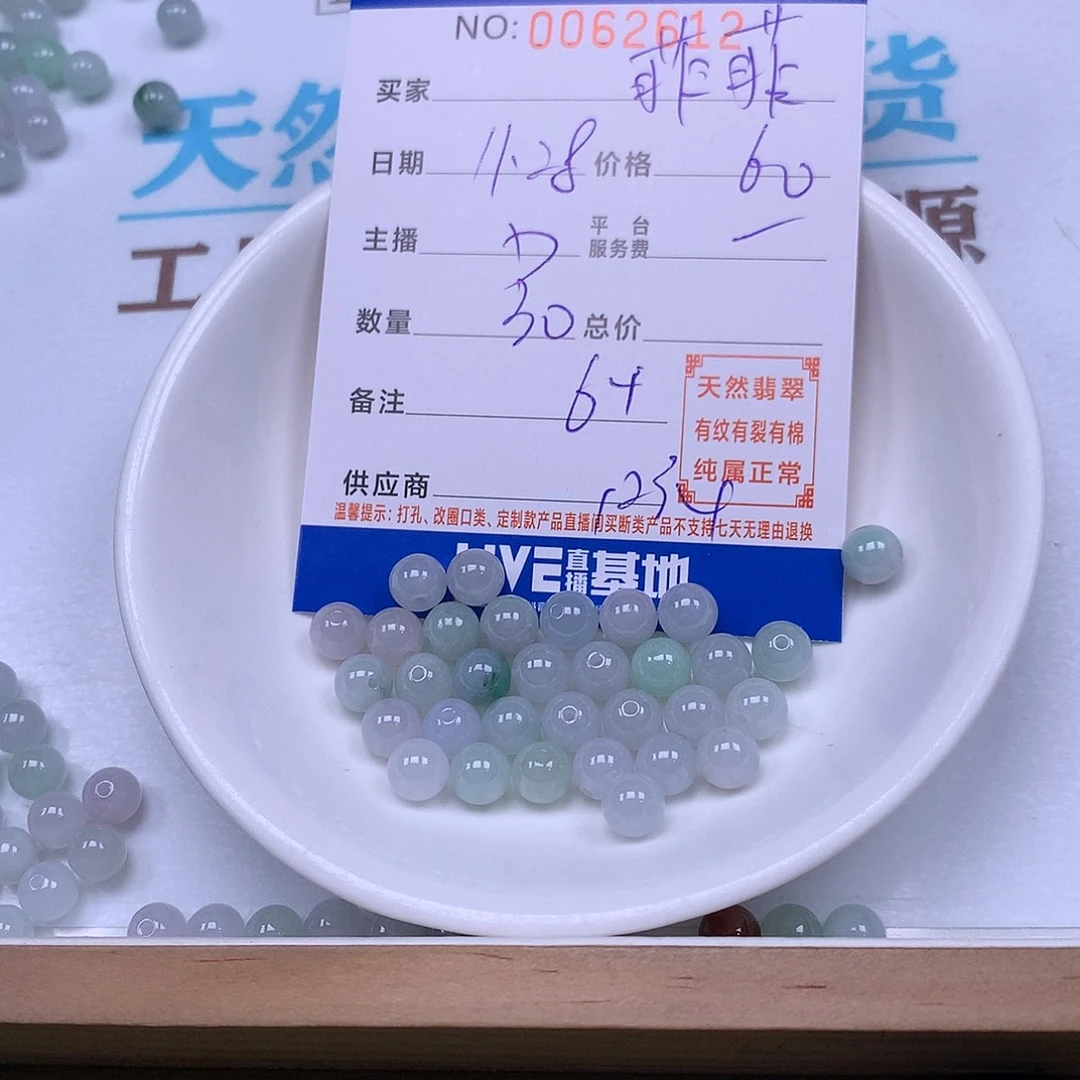 NO: 0062612
买家 菲菲
日期 11.28 价格 60
主播 平台服务费 一
数量 30 总价
备注 64
天然翡翠
有纹有裂有棉
纯属正常
供应商 1234
温馨提示：打孔、改圈口类、定制款产品直播间买断类产品不支持七天无理由退换
LIVE 直播基地
天然 货
工 源